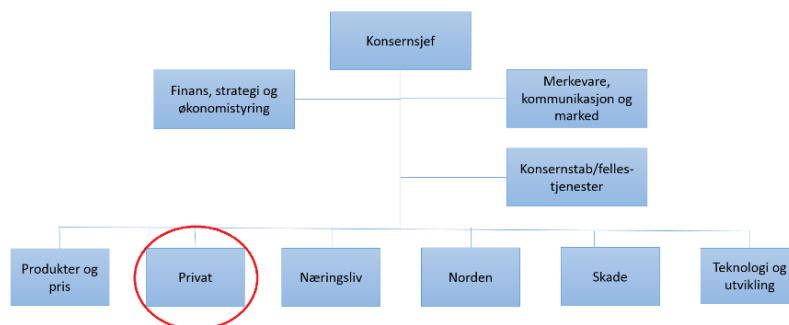 Konsernsjef
Finans, strategi og
økonomistyring
Merkevare,
kommunikasjon og
marked
Konsernstab/felles-
tjenester
Produkter og
pris
Privat
Næringsliv
Norden
Skade
Teknologi og
utvikling